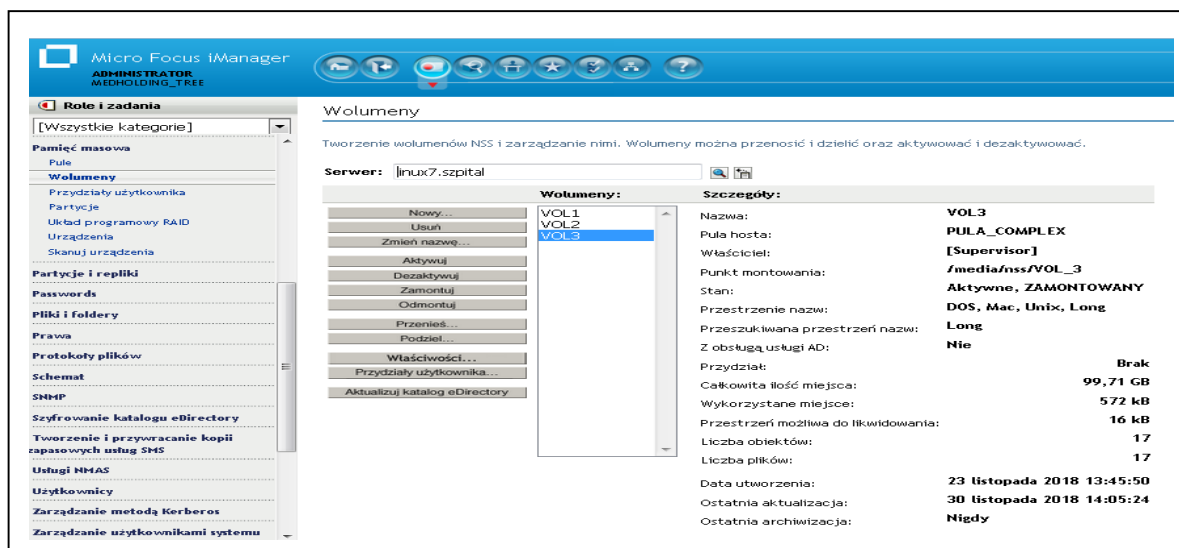 Micro Focus iManager
ADMINISTRATOR
MEDHOLDING_TREE
Role i zadania
[Wszystkie kategorie]
Pamięć masowa
Pule
Wolumeny
Przydziały użytkownika
Partycje
Układ programowy RAID
Urządzenia
Skanuj urządzenia
Partycje i repliki
Passwords
Pliki i foldery
Prawa
Protokoły plików
Schemat
SNMP
Szyfrowanie katalogu eDirectory
Tworzenie i przywracanie kopii
zapasowych usług SMS
Usługi NMAS
Użytkownicy
Zarządzanie metodą Kerberos
Zarządzanie użytkownikami systemu
Wolumeny
Tworzenie wolumenów NSS i zarządzanie nimi. Wolumeny można przenosić i dzielić oraz aktywować i dezaktywować.
Serwer: linux7.szpital
Wolumeny:
Szczegóły:
Nowy...
Usuń
Zmień nazwę...
Aktywuj
Dezaktywuj
Zamontuj
Odmontuj
Przenieś...
Podziel...
Właściwości...
Przydziały użytkownika...
Aktualizuj katalog eDirectory
VOL1
VOL2
VOL3
Nazwa: VOL3
Pula hosta: PULA_COMPLEX
Właściciel: [Supervisor]
Punkt montowania: /media/nss/VOL_3
Stan: Aktywne, ZAMONTOWANY
Przestrzenie nazw: DOS, Mac, Unix, Long
Przeszukiwana przestrzeń nazw: Long
Z obsługą usługi AD: Nie
Przydział: Brak
Całkowita ilość miejsca: 99,71 GB
Wykorzystane miejsce: 572 kB
Przestrzeń możliwa do likwidowania: 16 kB
Liczba obiektów: 17
Liczba plików: 17
Data utworzenia: 23 listopada 2018 13:45:50
Ostatnia aktualizacja: 30 listopada 2018 14:05:24
Ostatnia archiwizacja: Nigdy